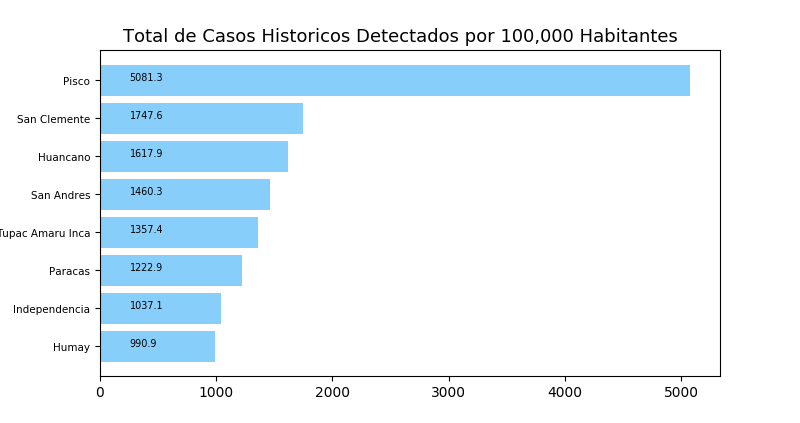 Total de Casos Historicos Detectados por 100,000 Habitantes
Pisco 5081.3
San Clemente 1747.6
Huancano 1617.9
San Andres 1460.3
Tupac Amaru Inca 1357.4
Paracas 1222.9
Independencia 1037.1
Humay 990.9
0 1000 2000 3000 4000 5000